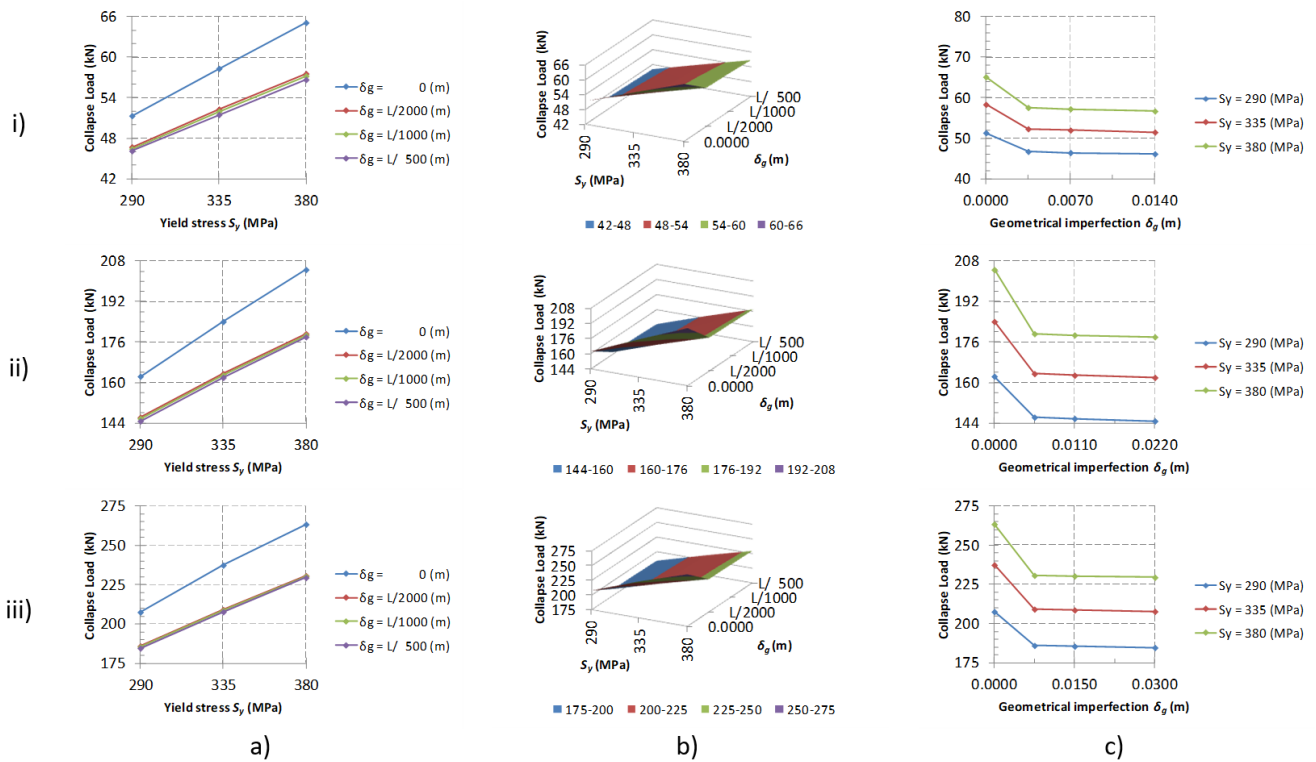 i)
Collapse Load (kN)
66
60
54
48
42
290
335
380
Yield stress Sy (MPa)
δg = 0 (m)
δg = L/2000 (m)
δg = L/1000 (m)
δg = L/ 500 (m)
Collapse Load (kN)
66
60
54
48
42
290
335
380
Sy (MPa)
0.0000
L/2000
L/1000
L/ 500
δg (m)
42-48
48-54
54-60
60-66
Collapse Load (kN)
80
70
60
50
40
0.0000
0.0070
0.0140
Geometrical imperfection δg (m)
Sy = 290 (MPa)
Sy = 335 (MPa)
Sy = 380 (MPa)
ii)
Collapse Load (kN)
208
192
176
160
144
290
335
380
Yield stress Sy (MPa)
δg = 0 (m)
δg = L/2000 (m)
δg = L/1000 (m)
δg = L/ 500 (m)
Collapse Load (kN)
208
192
176
160
144
290
335
380
Sy (MPa)
0.0000
L/2000
L/1000
L/ 500
δg (m)
144-160
160-176
176-192
192-208
Collapse Load (kN)
208
192
176
160
144
0.0000
0.0110
0.0220
Geometrical imperfection δg (m)
Sy = 290 (MPa)
Sy = 335 (MPa)
Sy = 380 (MPa)
iii)
Collapse Load (kN)
275
250
225
200
175
290
335
380
Yield stress Sy (MPa)
δg = 0 (m)
δg = L/2000 (m)
δg = L/1000 (m)
δg = L/ 500 (m)
Collapse Load (kN)
275
250
225
200
175
290
335
380
Sy (MPa)
0.0000
L/2000
L/1000
L/ 500
δg (m)
175-200
200-225
225-250
250-275
Collapse Load (kN)
275
250
225
200
175
0.0000
0.0150
0.0300
Geometrical imperfection δg (m)
Sy = 290 (MPa)
Sy = 335 (MPa)
Sy = 380 (MPa)
a)
b)
c)